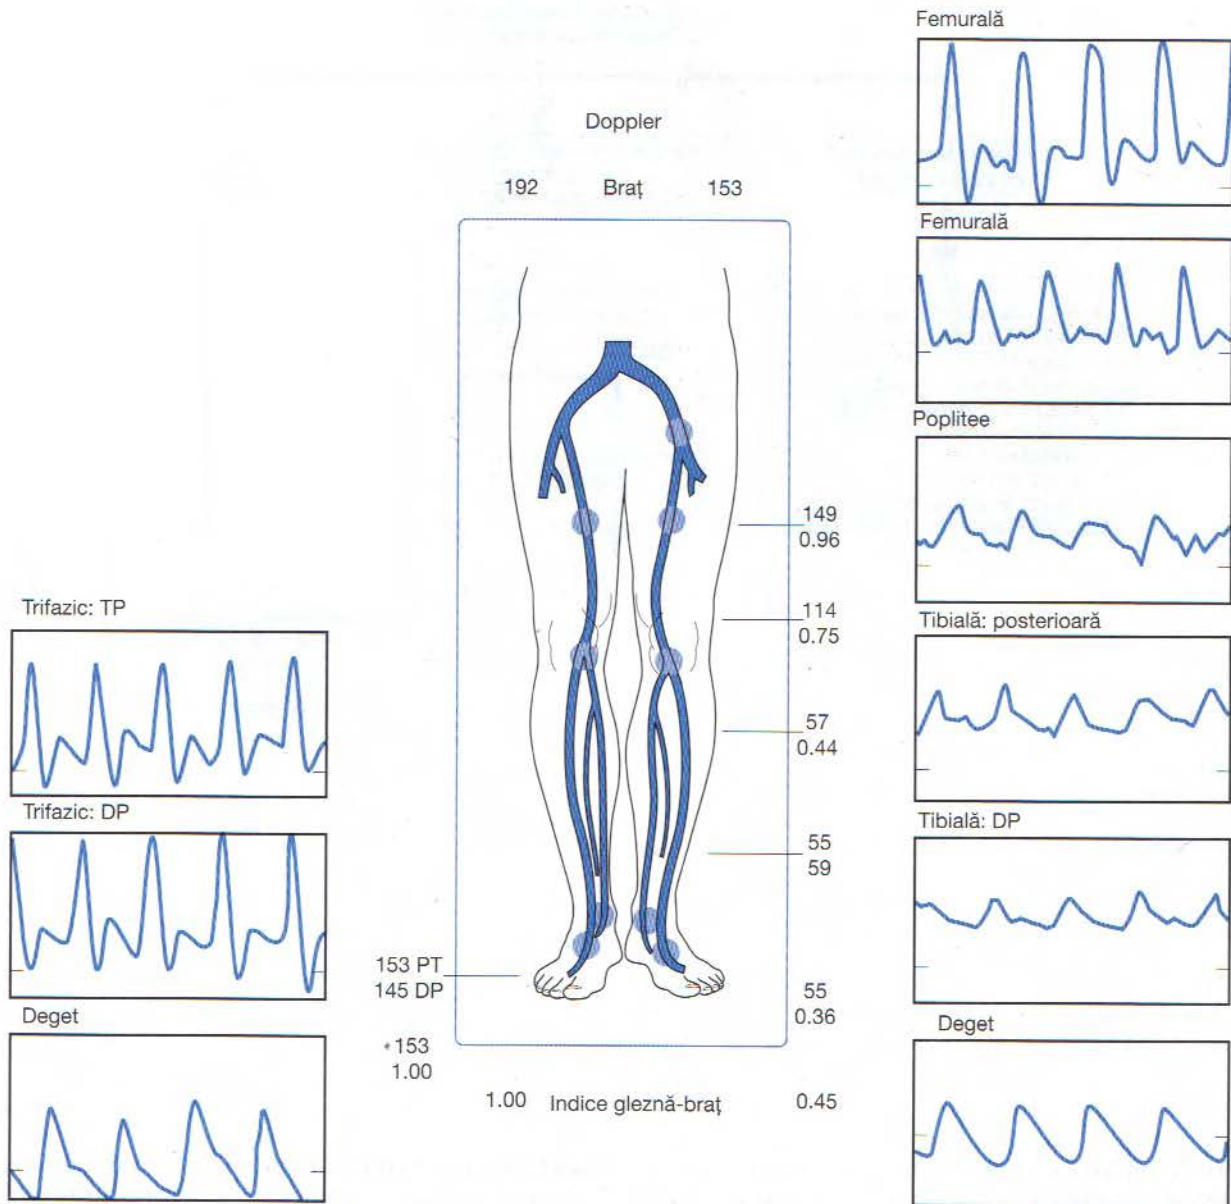 Femurală
Doppler
192 Braț 153
Femurală
Poplitee
149
0.96
Trifazic: TP
114
0.75
Tibială: posterioară
57
0.44
Trifazic: DP
Tibială: DP
55
59
153 PT
145 DP
55
0.36
Deget
Deget
*153
1.00
1.00 Indice gleznă-braț 0.45